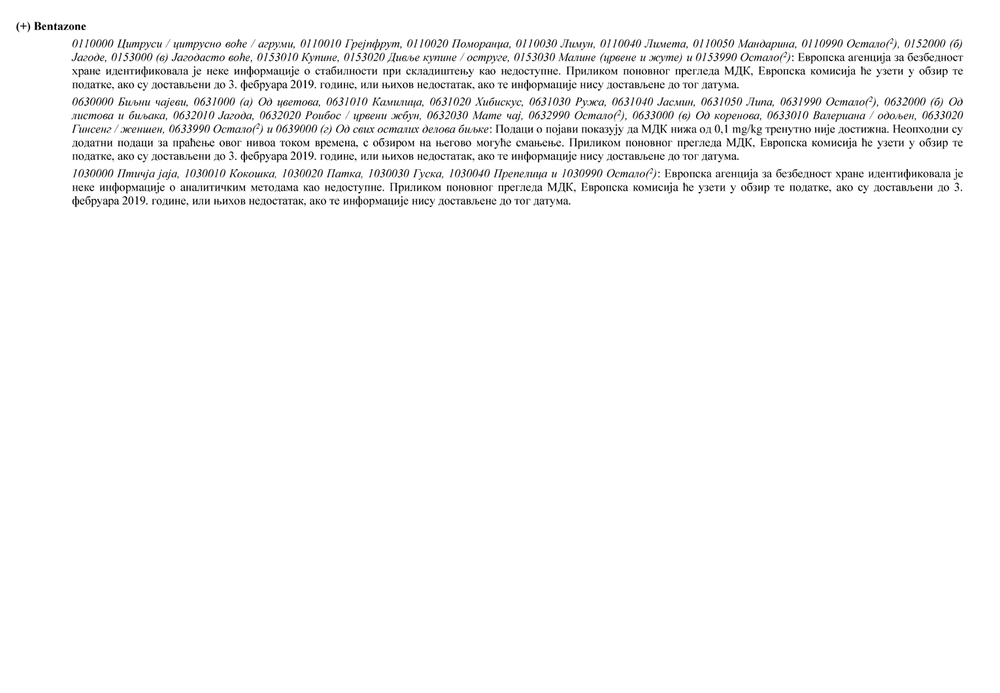 (+) Bentazone
0110000 Цитруси / цитрусно воће / агруми, 0110010 Грејпфрут, 0110020 Поморанџа, 0110030 Лимун, 0110040 Лимета, 0110050 Мандарина, 0110990 Остало(²), 0152000 (б)
Јагоде, 0153000 (в) Јагодасто воће, 0153010 Купине, 0153020 Дивље купине / оструге, 0153030 Малине (црвене и жуте) и 0153990 Остало(²): Европска агенција за безбедност
хране идентификовала је неке информације о стабилности при складиштењу као недоступне. Приликом поновног прегледа МДК, Европска комисија ће узети у обзир те
податке, ако су достављени до 3. фебруара 2019. године, или њихов недостатак, ако те информације нису достављене до тог датума.
0630000 Биљни чајеви, 0631000 (а) Од цветова, 0631010 Камилица, 0631020 Хибискус, 0631030 Ружа, 0631040 Јасмин, 0631050 Липа, 0631990 Остало(²), 0632000 (б) Од
листова и биљака, 0632010 Јагода, 0632020 Роибос / црвени жбун, 0632030 Мате чај, 0632990 Остало(²), 0633000 (в) Од коренова, 0633010 Валериана / одољен, 0633020
Гинсенг / женшен, 0633990 Остало(²) и 0639000 (г) Од свих осталих делова биљке: Подаци о појави показују да МДК нижа од 0,1 mg/kg тренутно није достижна. Неопходни су
додатни подаци за праћење овог нивоа током времена, с обзиром на његово могуће смањење. Приликом поновног прегледа МДК, Европска комисија ће узети у обзир те
податке, ако су достављени до 3. фебруара 2019. године, или њихов недостатак, ако те информације нису достављене до тог датума.
1030000 Птичја јаја, 1030010 Кокошка, 1030020 Патка, 1030030 Гуска, 1030040 Препелица и 1030990 Остало(²): Европска агенција за безбедност хране идентификовала је
неке информације о аналитичким методама као недоступне. Приликом поновног прегледа МДК, Европска комисија ће узети у обзир те податке, ако су достављени до 3.
фебруара 2019. године, или њихов недостатак, ако те информације нису достављене до тог датума.